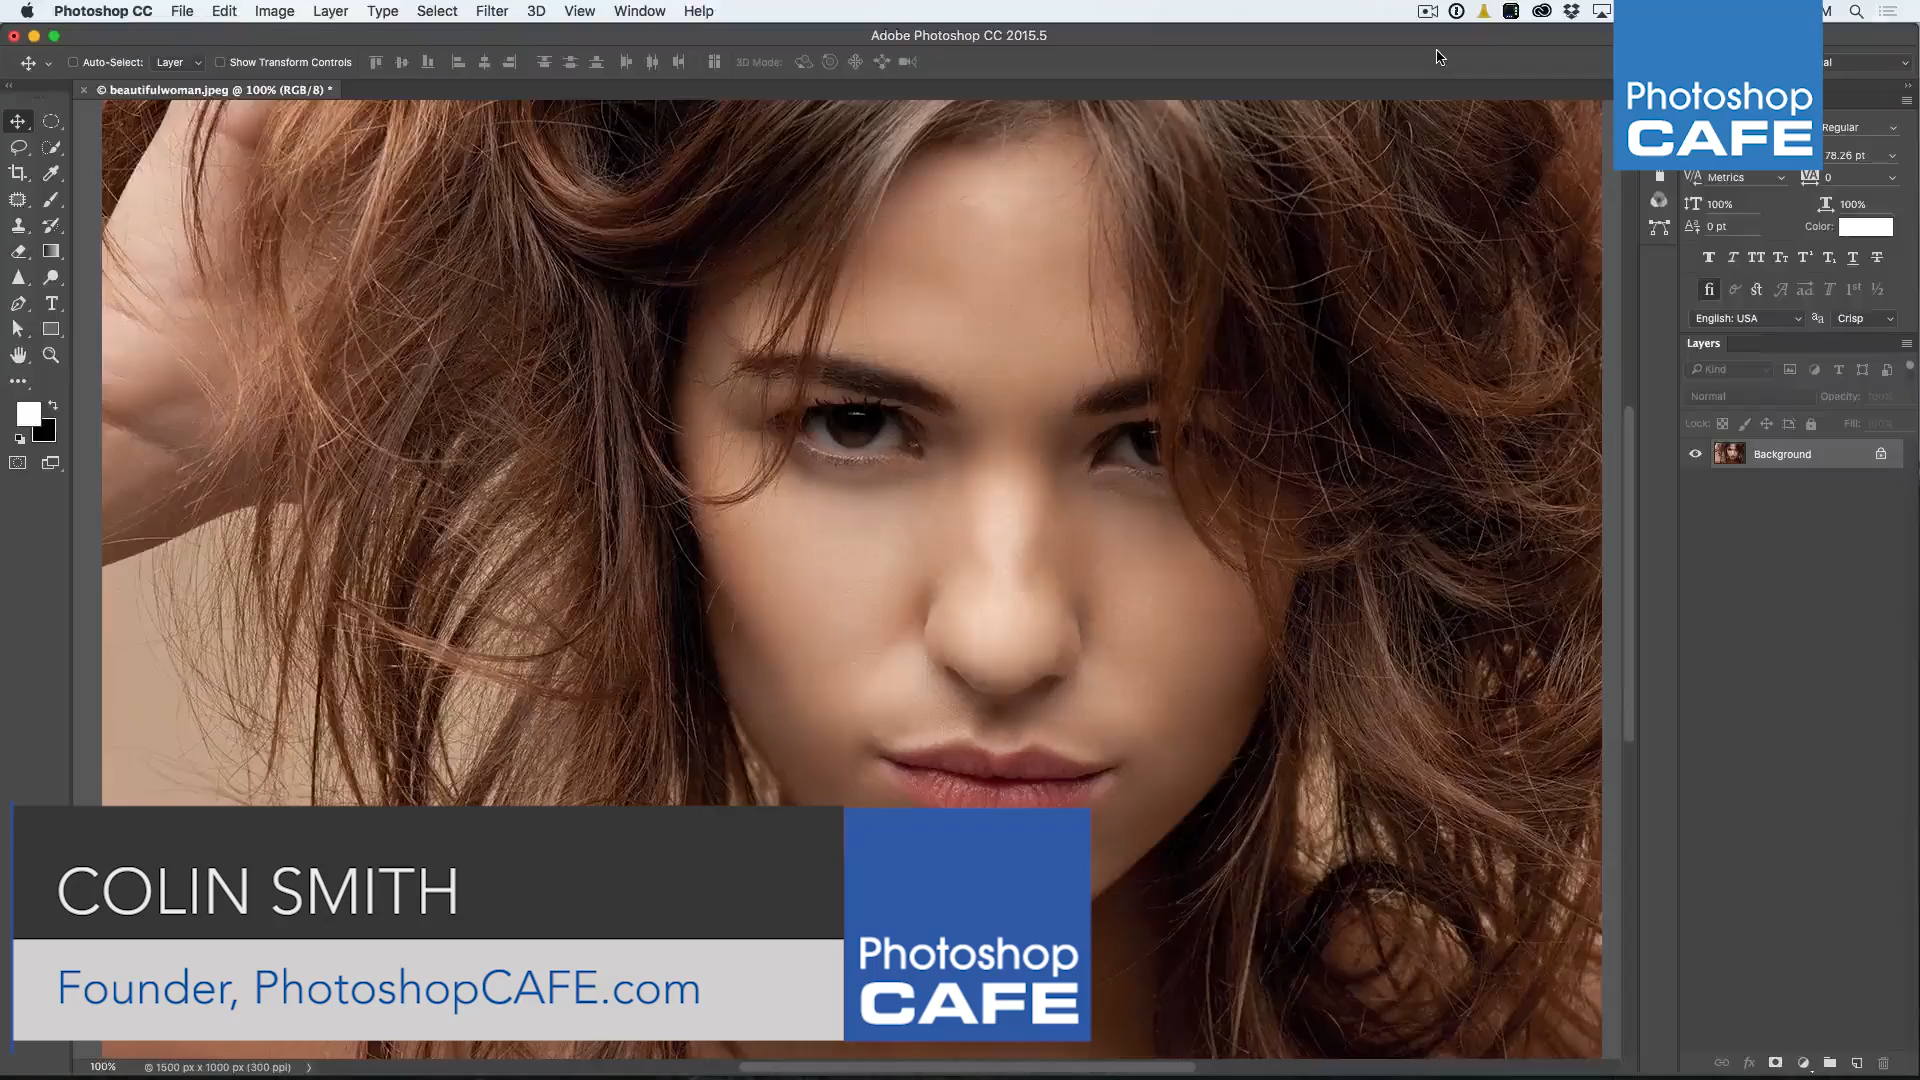 Photoshop CC File Edit Image Layer Type Select Filter 3D View Window Help
Adobe Photoshop CC 2015.5
Auto-Select: Layer Show Transform Controls 3D Mode:
© beautifulwoman.jpeg @ 100% (RGB/8) *
Photoshop
CAFE
Regular
78.26 pt
Metrics 0
100% 100%
0 pt Color:
English: USA Crisp
Layers
Kind
Normal Opacity: 100%
Lock: Fill: 100%
Background
COLIN SMITH
Founder, PhotoshopCAFE.com
Photoshop
CAFE
100% © 1500 px x 1000 px (300 ppi)